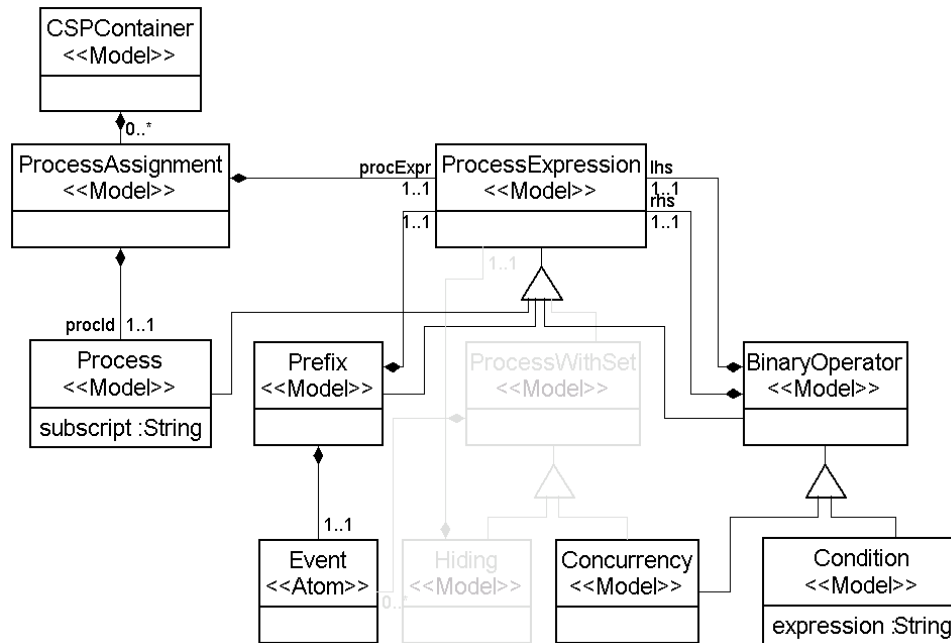 CSPContainer
<<Model>>
0..*
ProcessAssignment
<<Model>>
procExpr
1..1
ProcessExpression
<<Model>>
lhs
1..1
rhs
1..1
1..1
1..1
procId
1..1
Process
<<Model>>
subscript :String
Prefix
<<Model>>
ProcessWithSet
<<Model>>
BinaryOperator
<<Model>>
1..1
Event
<<Atom>>
0..*
Hiding
<<Model>>
Concurrency
<<Model>>
Condition
<<Model>>
expression :String